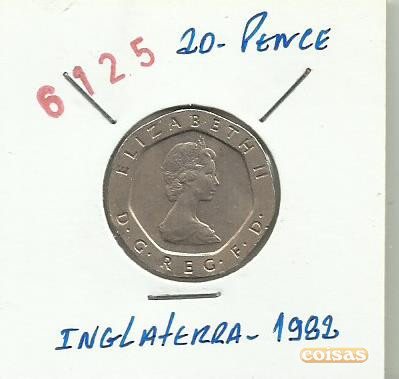 6125
20- PENCE
ELIZABETH II
D·G·REG·F·D·
INGLATERRA- 1982
coisas